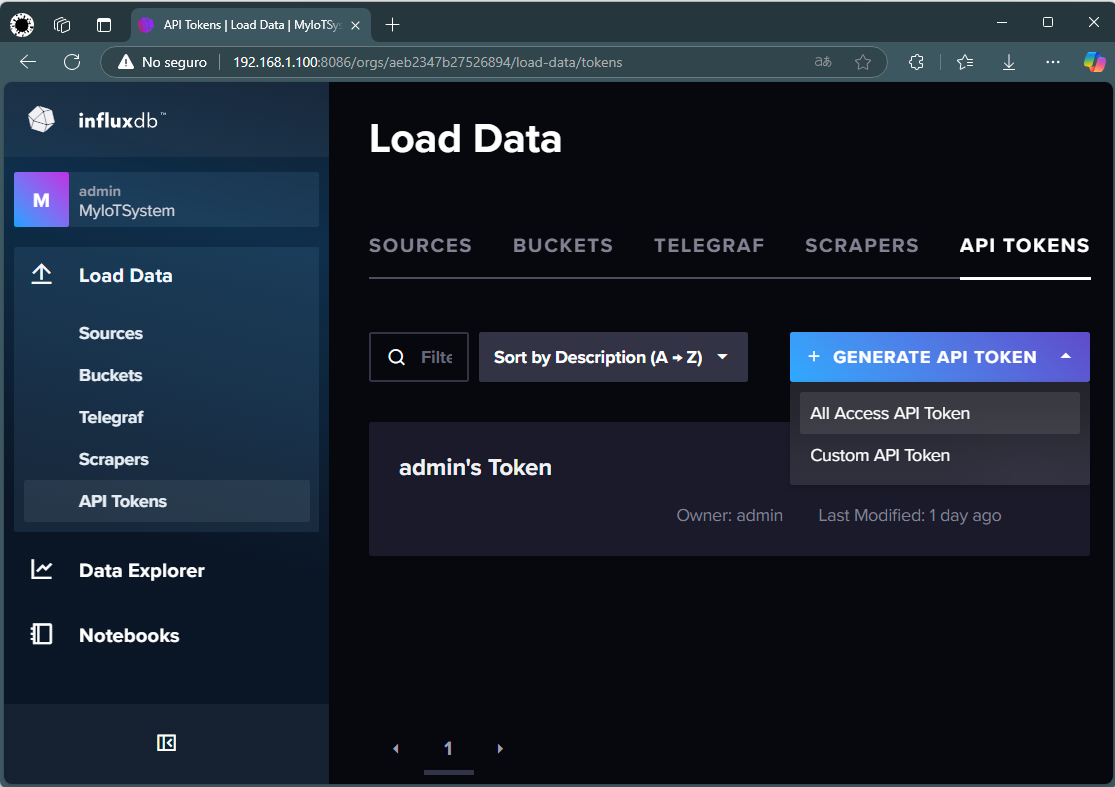 API Tokens | Load Data | MyIoTSys
No seguro
192.168.1.100:8086/orgs/aeb2347b27526894/load-data/tokens
aあ
influxdb™
M
admin
MyIoTSystem
Load Data
Sources
Buckets
Telegraf
Scrapers
API Tokens
Data Explorer
Notebooks
Load Data
SOURCES BUCKETS TELEGRAF SCRAPERS API TOKENS
Filte
Sort by Description (A → Z)
+ GENERATE API TOKEN
All Access API Token
Custom API Token
admin's Token
Owner: admin Last Modified: 1 day ago
1